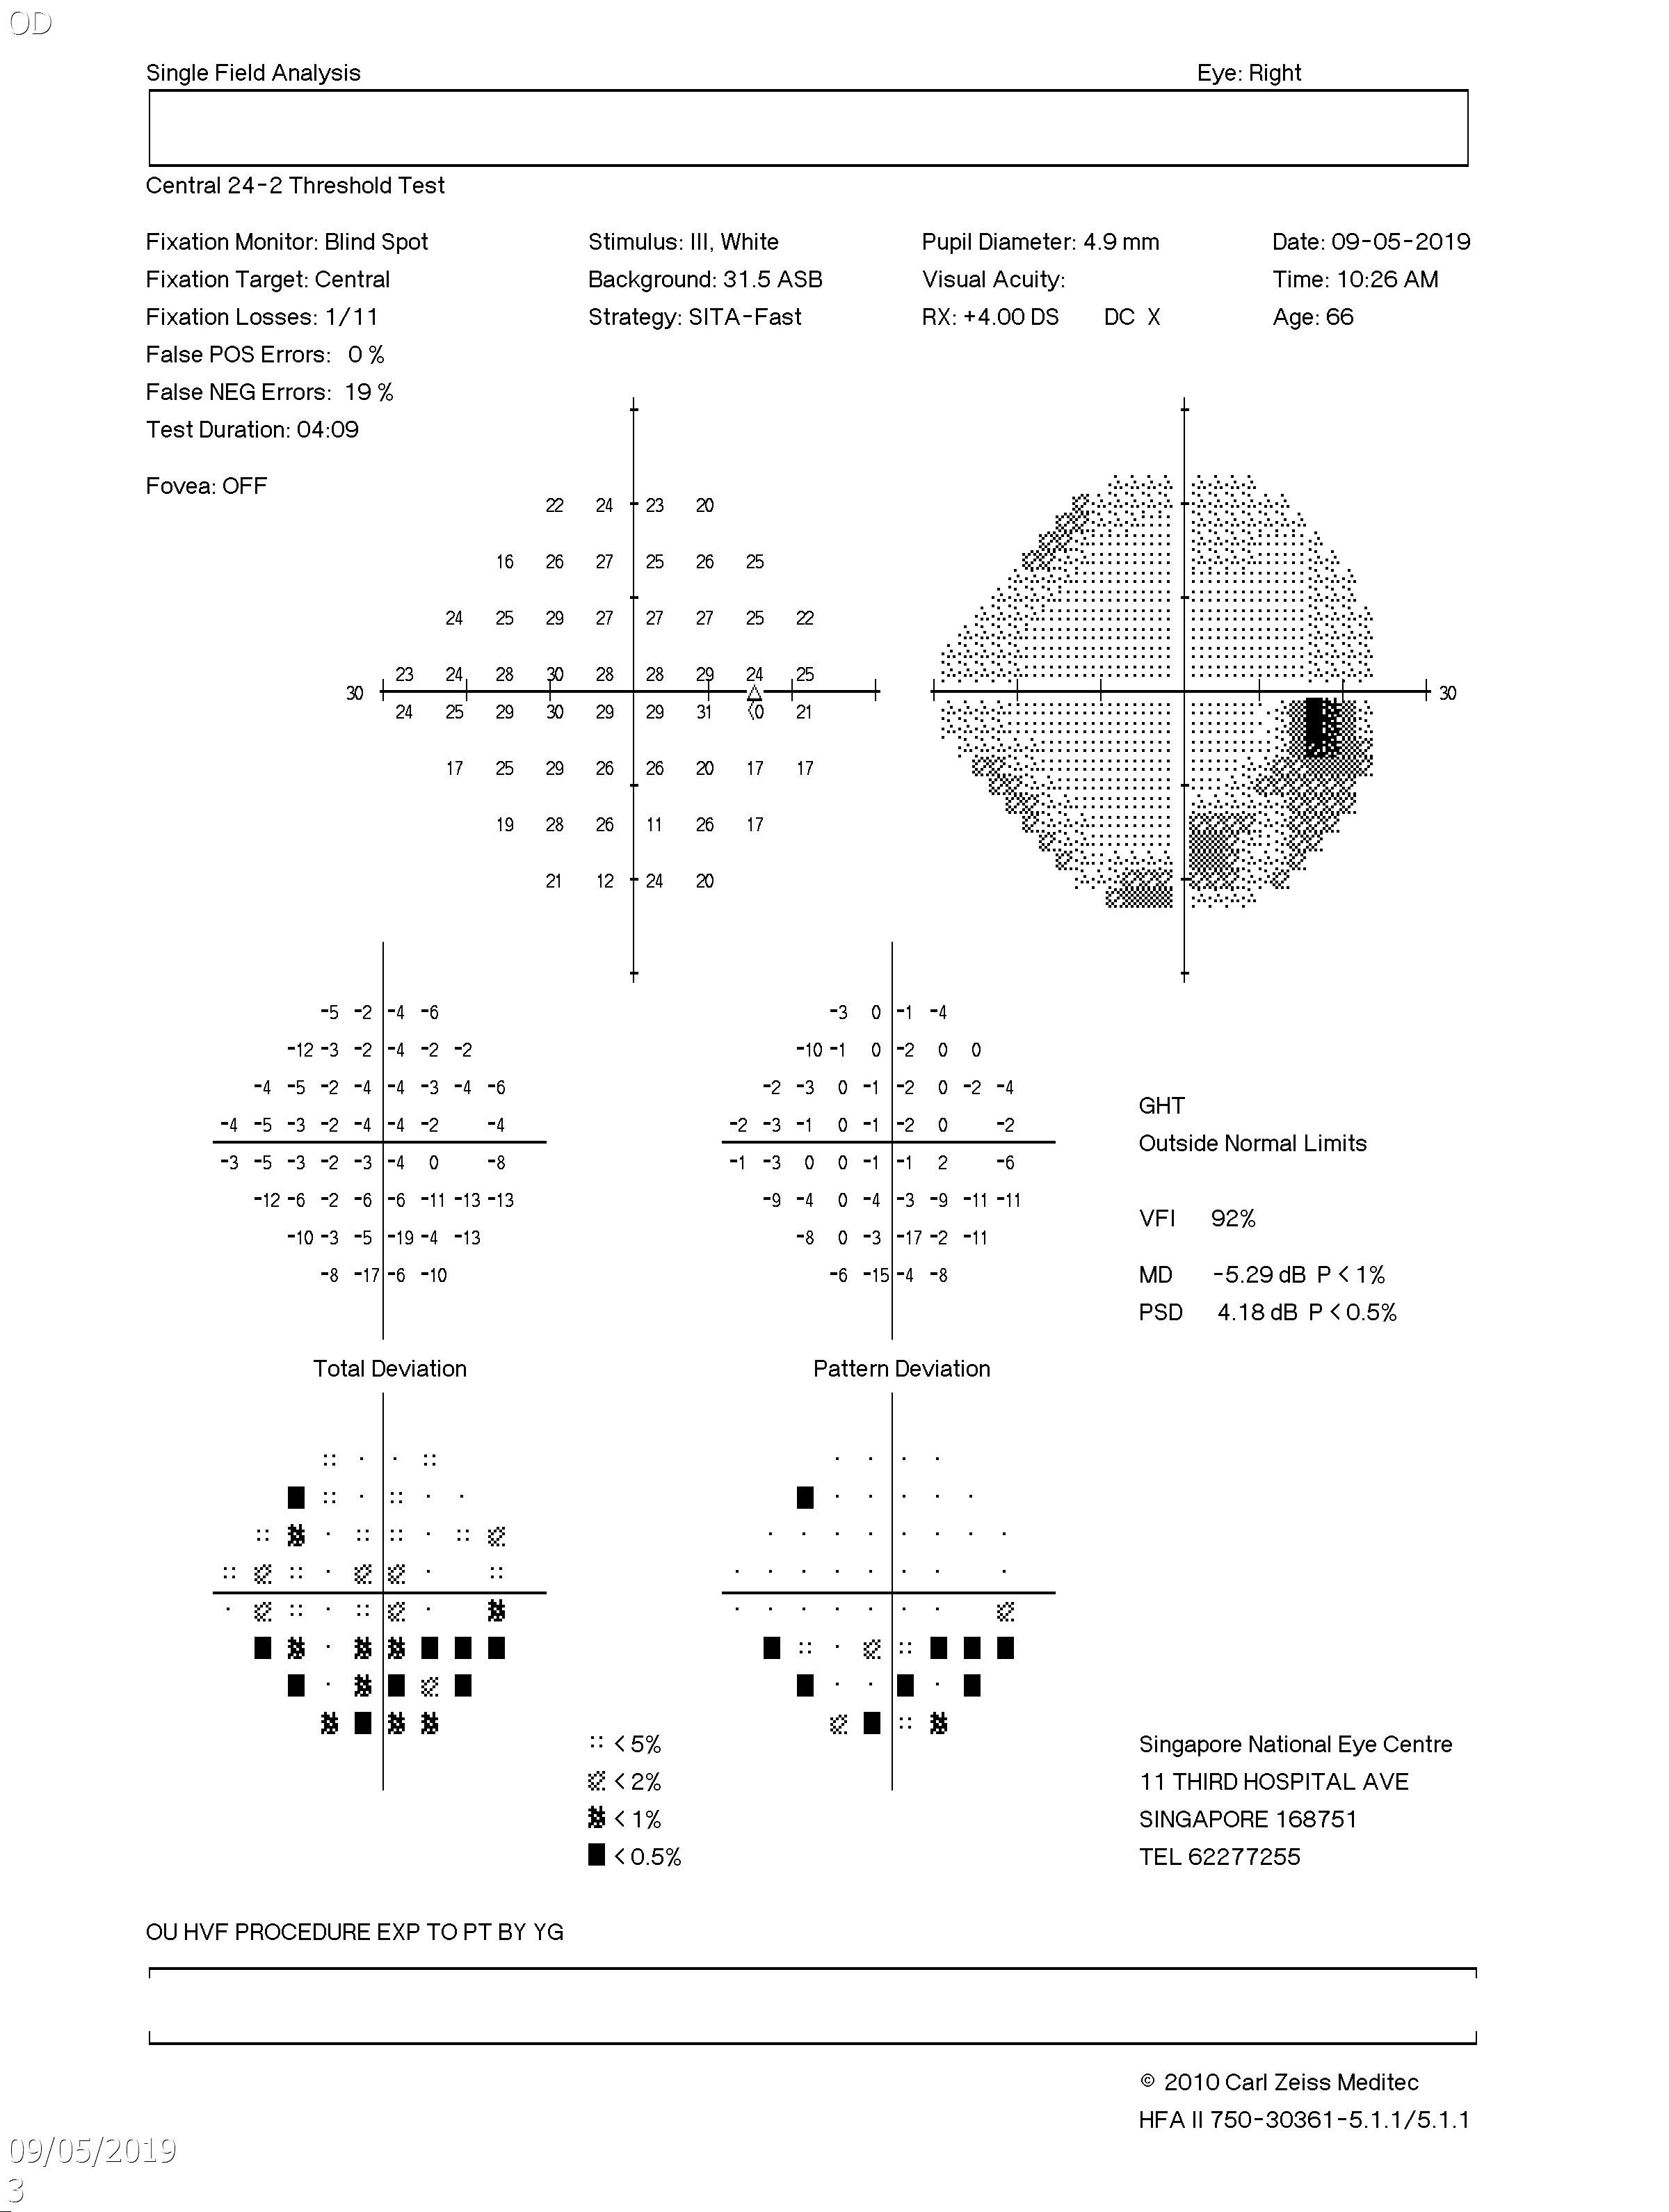 OD
Single Field Analysis Eye: Right
Central 24-2 Threshold Test
Fixation Monitor: Blind Spot Stimulus: III, White Pupil Diameter: 4.9 mm Date: 09-05-2019
Fixation Target: Central Background: 31.5 ASB Visual Acuity: Time: 10:26 AM
Fixation Losses: 1/11 Strategy: SITA-Fast RX: +4.00 DS DC X Age: 66
False POS Errors: 0 %
False NEG Errors: 19 %
Test Duration: 04:09
Fovea: OFF
22 24 23 20
16 26 27 25 26 25
24 25 29 27 27 27 25 22
23 24 28 30 28 28 29 24 25
30 30
24 25 29 30 29 29 31 <0 21
17 25 29 26 26 20 17 17
19 28 26 11 26 17
21 12 24 20
-5 -2 -4 -6 -3 0 -1 -4
-12 -3 -2 -4 -2 -2 -10 -1 0 -2 0 0
-4 -5 -2 -4 -4 -3 -4 -6 -2 -3 0 -1 -2 0 -2 -4
GHT
-4 -5 -3 -2 -4 -4 -2 -4 -2 -3 -1 0 -1 -2 0 -2
Outside Normal Limits
-3 -5 -3 -2 -3 -4 0 -8 -1 -3 0 0 -1 -1 2 -6
-12 -6 -2 -6 -6 -11 -13 -13 -9 -4 0 -4 -3 -9 -11 -11
VFI 92%
-10 -3 -5 -19 -4 -13 -8 0 -3 -17 -2 -11
-8 -17 -6 -10 -6 -15 -4 -8
MD -5.29 dB P < 1%
PSD 4.18 dB P < 0.5%
Total Deviation Pattern Deviation
< 5% Singapore National Eye Centre
< 2% 11 THIRD HOSPITAL AVE
< 1% SINGAPORE 168751
< 0.5% TEL 62277255
OU HVF PROCEDURE EXP TO PT BY YG
© 2010 Carl Zeiss Meditec
HFA II 750-30361-5.1.1/5.1.1
09/05/2019
3